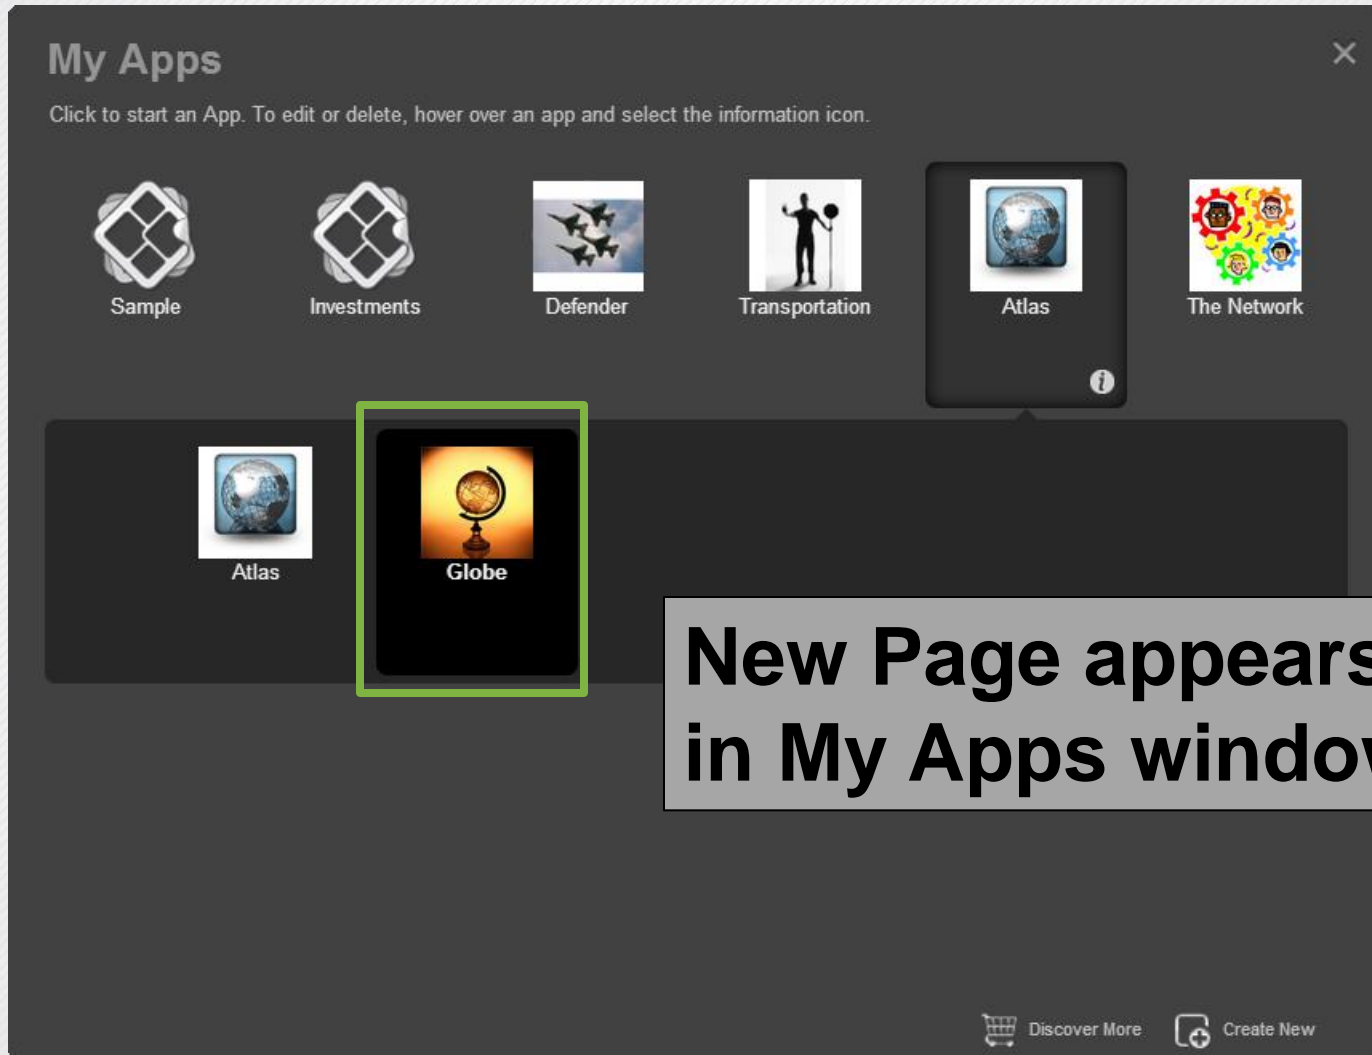 My Apps
Click to start an App. To edit or delete, hover over an app and select the information icon.
Sample
Investments
Defender
Transportation
Atlas
The Network
i
Atlas
Globe
New Page appears
in My Apps window
Discover More
Create New